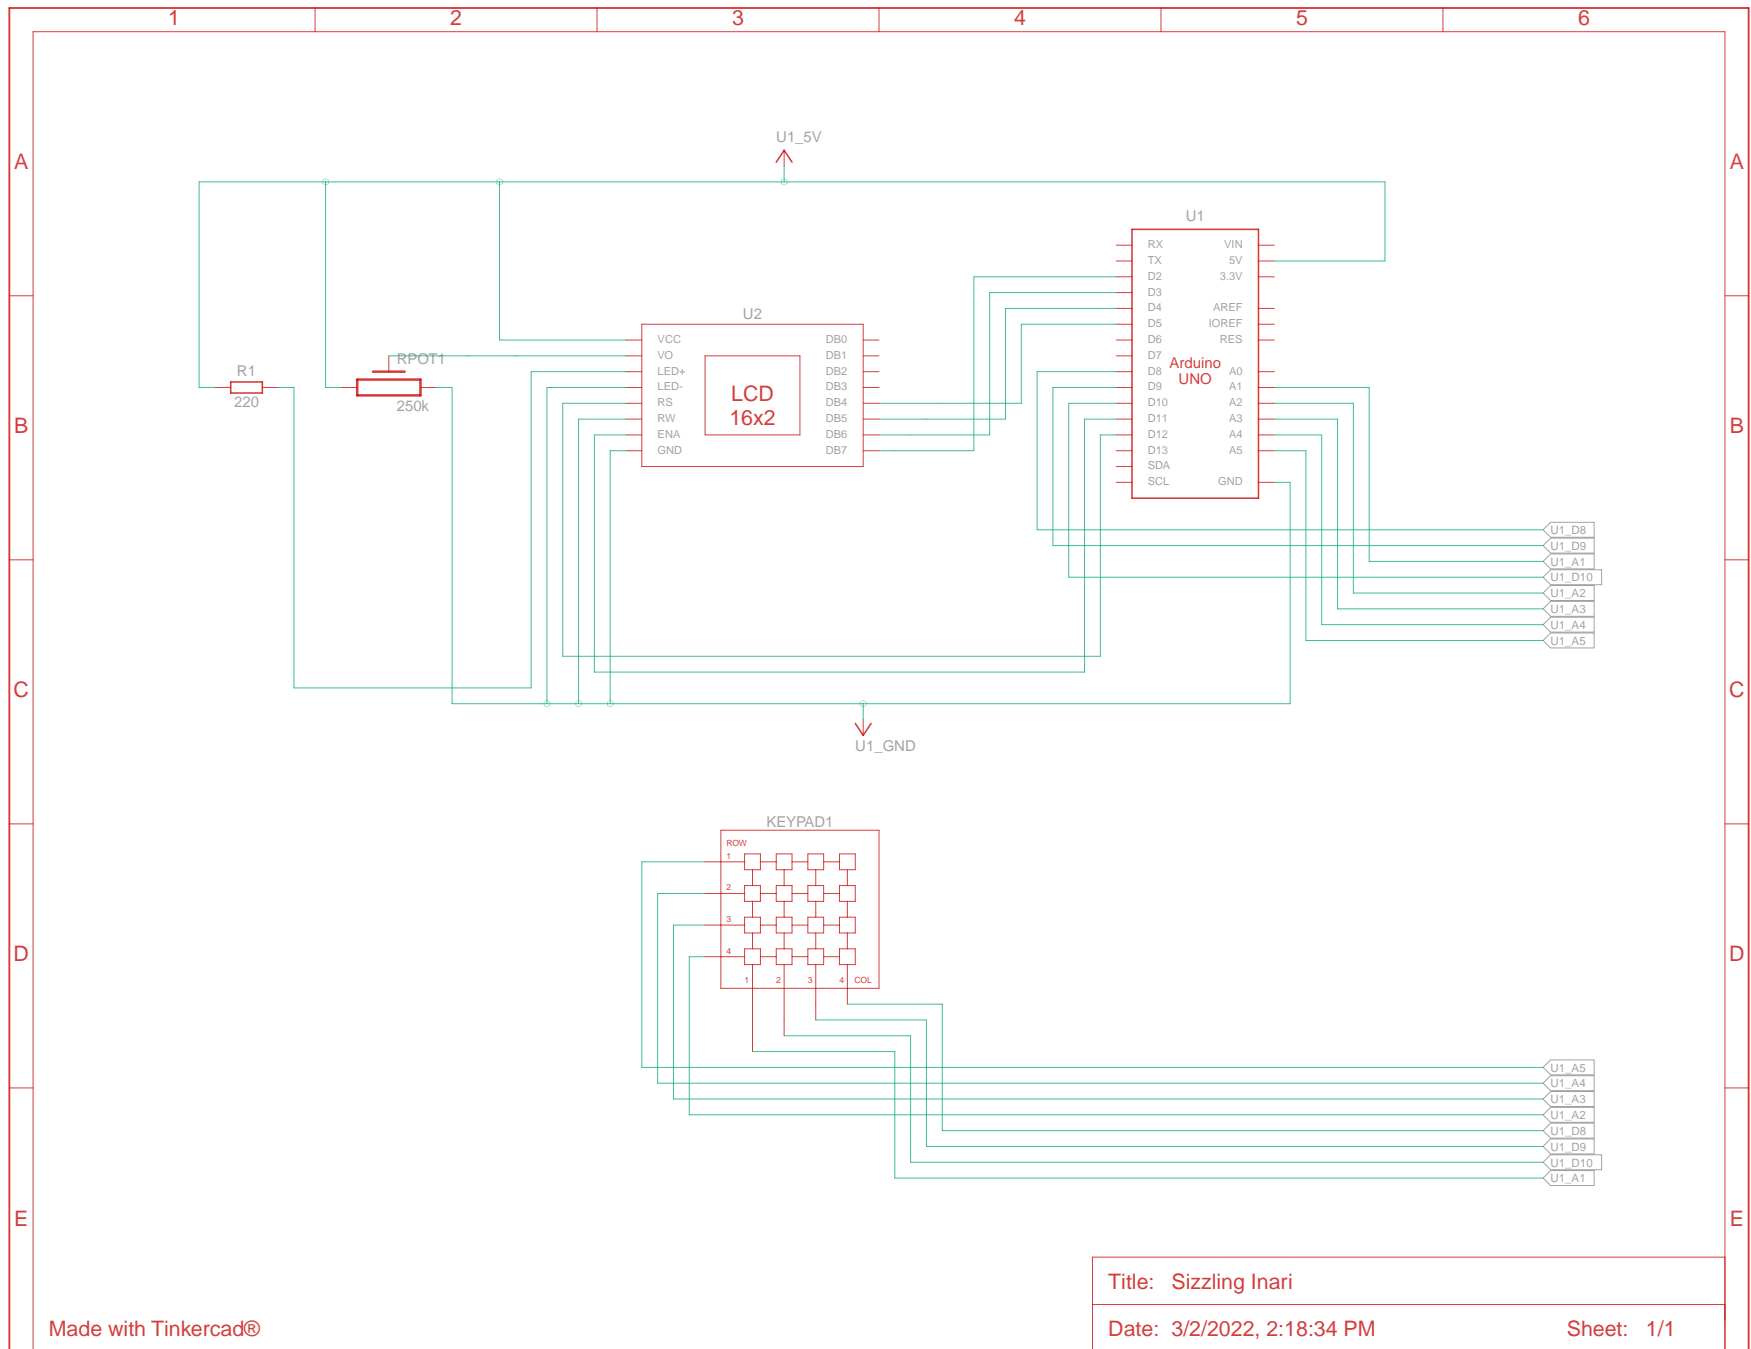 1 2 3 4 5 6
A A
B B
C C
D D
E E
U1_5V
U1
RX VIN
TX 5V
D2 3.3V
D3
D4 AREF
D5 IOREF
D6 RES
D7
Arduino
UNO
D8 A0
D9 A1
D10 A2
D11 A3
D12 A4
D13 A5
SDA
SCL GND
U2
VCC DB0
VO DB1
LED+ DB2
LED- DB3
RS DB4
RW DB5
ENA DB6
GND DB7
LCD
16x2
R1
220
RPOT1
250k
U1_D8
U1_D9
U1_A1
U1_D10
U1_A2
U1_A3
U1_A4
U1_A5
U1_GND
KEYPAD1
ROW
1
2
3
4
1 2 3 4 COL
U1_A5
U1_A4
U1_A3
U1_A2
U1_D8
U1_D9
U1_D10
U1_A1
Title: Sizzling Inari
Made with Tinkercad®
Date: 3/2/2022, 2:18:34 PM Sheet: 1/1